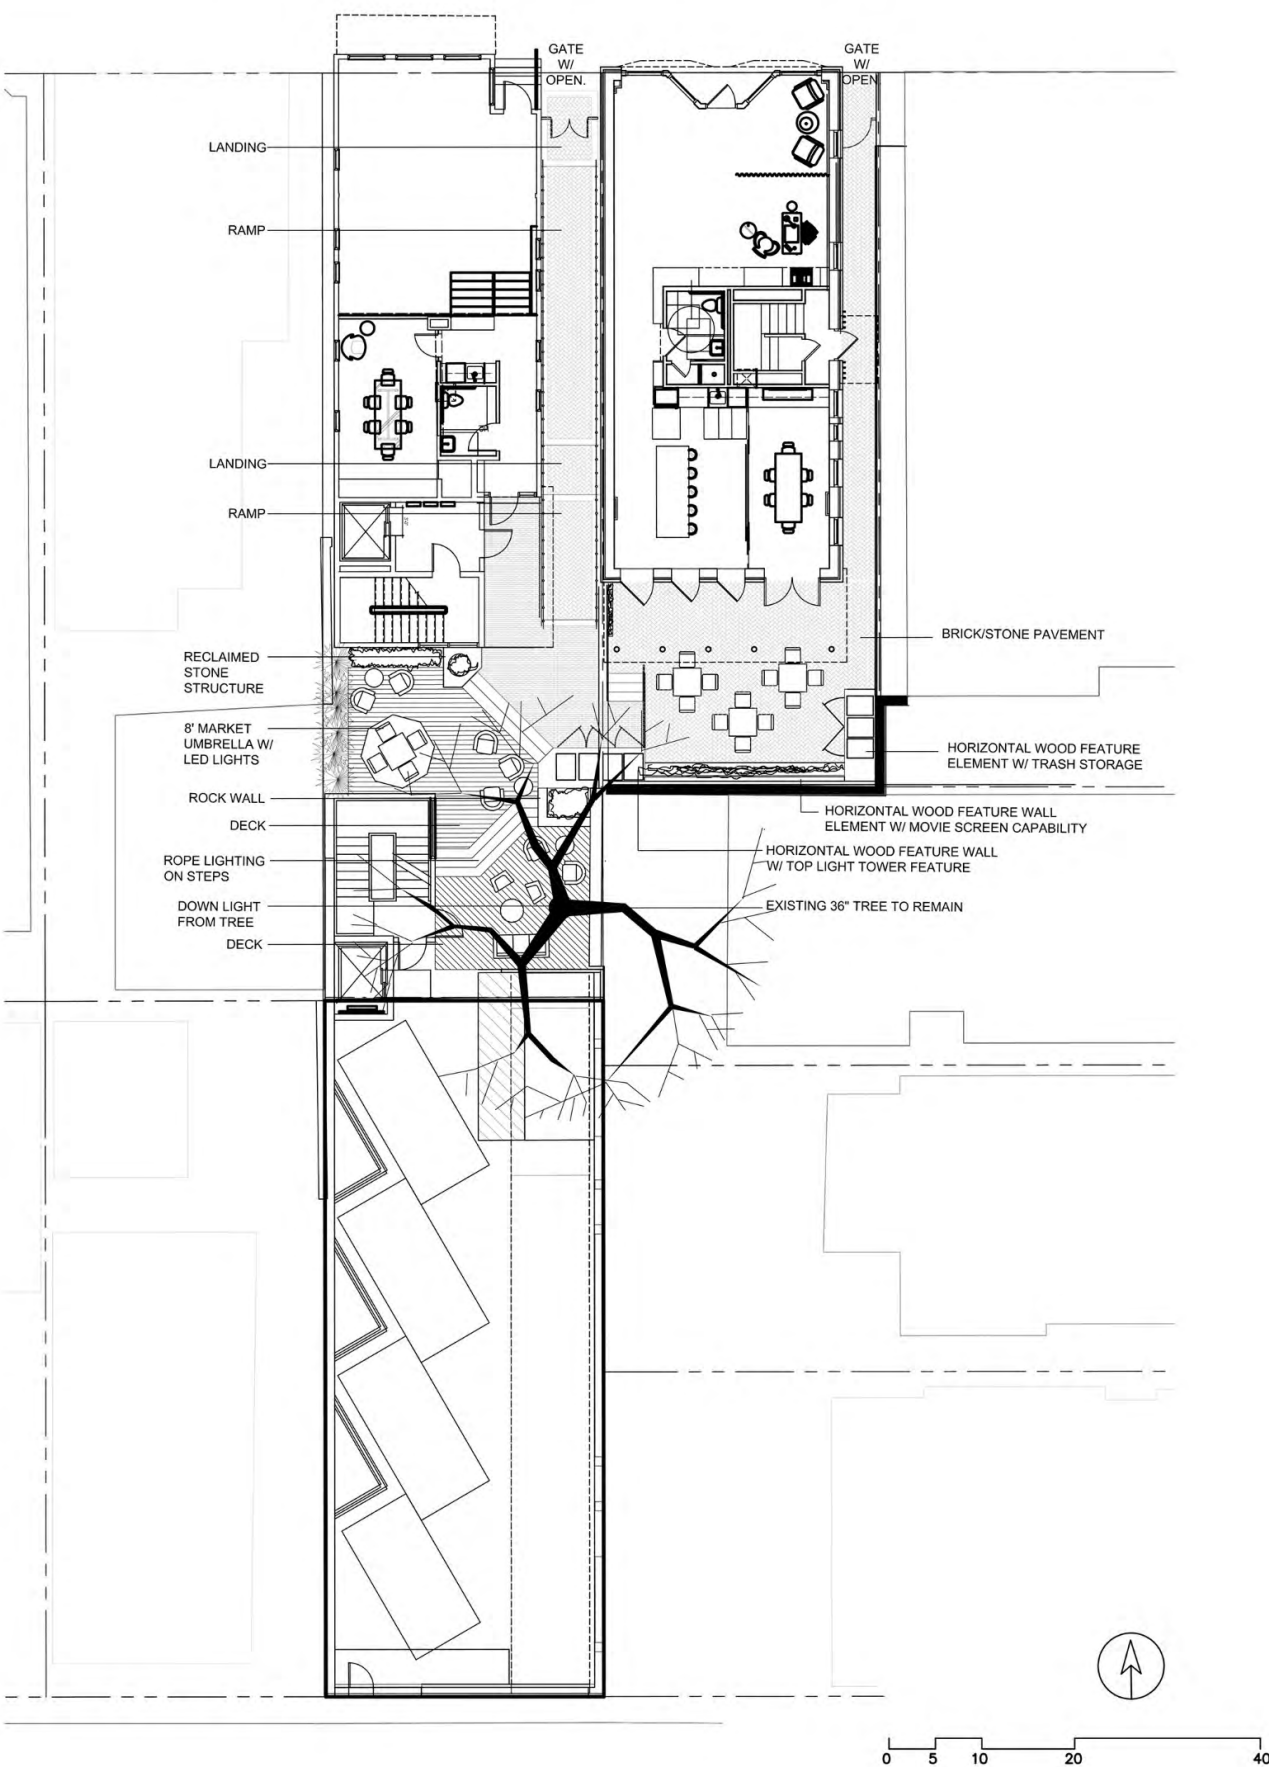 GATE
W/
OPEN.
GATE
W/
OPEN
LANDING
RAMP
LANDING
RAMP
BRICK/STONE PAVEMENT
RECLAIMED
STONE
STRUCTURE
8' MARKET
UMBRELLA W/
LED LIGHTS
HORIZONTAL WOOD FEATURE
ELEMENT W/ TRASH STORAGE
ROCK WALL
HORIZONTAL WOOD FEATURE WALL
ELEMENT W/ MOVIE SCREEN CAPABILITY
DECK
HORIZONTAL WOOD FEATURE WALL
W/ TOP LIGHT TOWER FEATURE
ROPE LIGHTING
ON STEPS
DOWN LIGHT
FROM TREE
EXISTING 36" TREE TO REMAIN
DECK
0 5 10 20 40